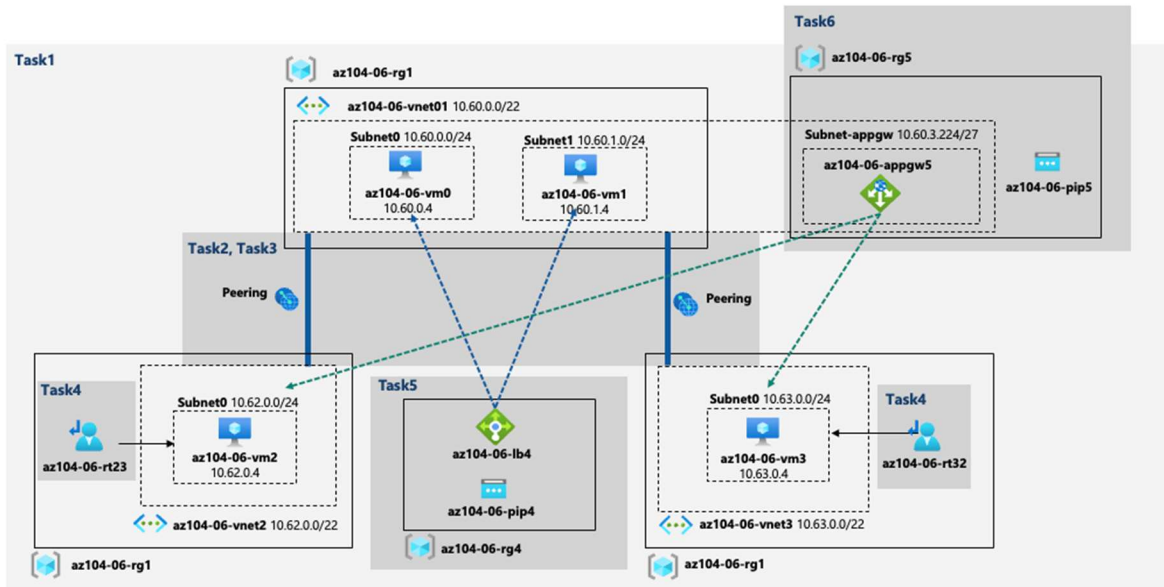 Task6
az104-06-rg5
Task1
az104-06-rg1
az104-06-vnet01 10.60.0.0/22
Subnet0 10.60.0.0/24
az104-06-vm0
10.60.0.4
Subnet1 10.60.1.0/24
az104-06-vm1
10.60.1.4
Subnet-appgw 10.60.3.224/27
az104-06-appgw5
az104-06-pip5
Task2, Task3
Peering
Peering
Task4
az104-06-rt23
Subnet0 10.62.0.0/24
az104-06-vm2
10.62.0.4
az104-06-vnet2 10.62.0.0/22
az104-06-rg1
Task5
az104-06-lb4
az104-06-pip4
az104-06-rg4
Subnet0 10.63.0.0/24
az104-06-vm3
10.63.0.4
Task4
az104-06-rt32
az104-06-vnet3 10.63.0.0/22
az104-06-rg1